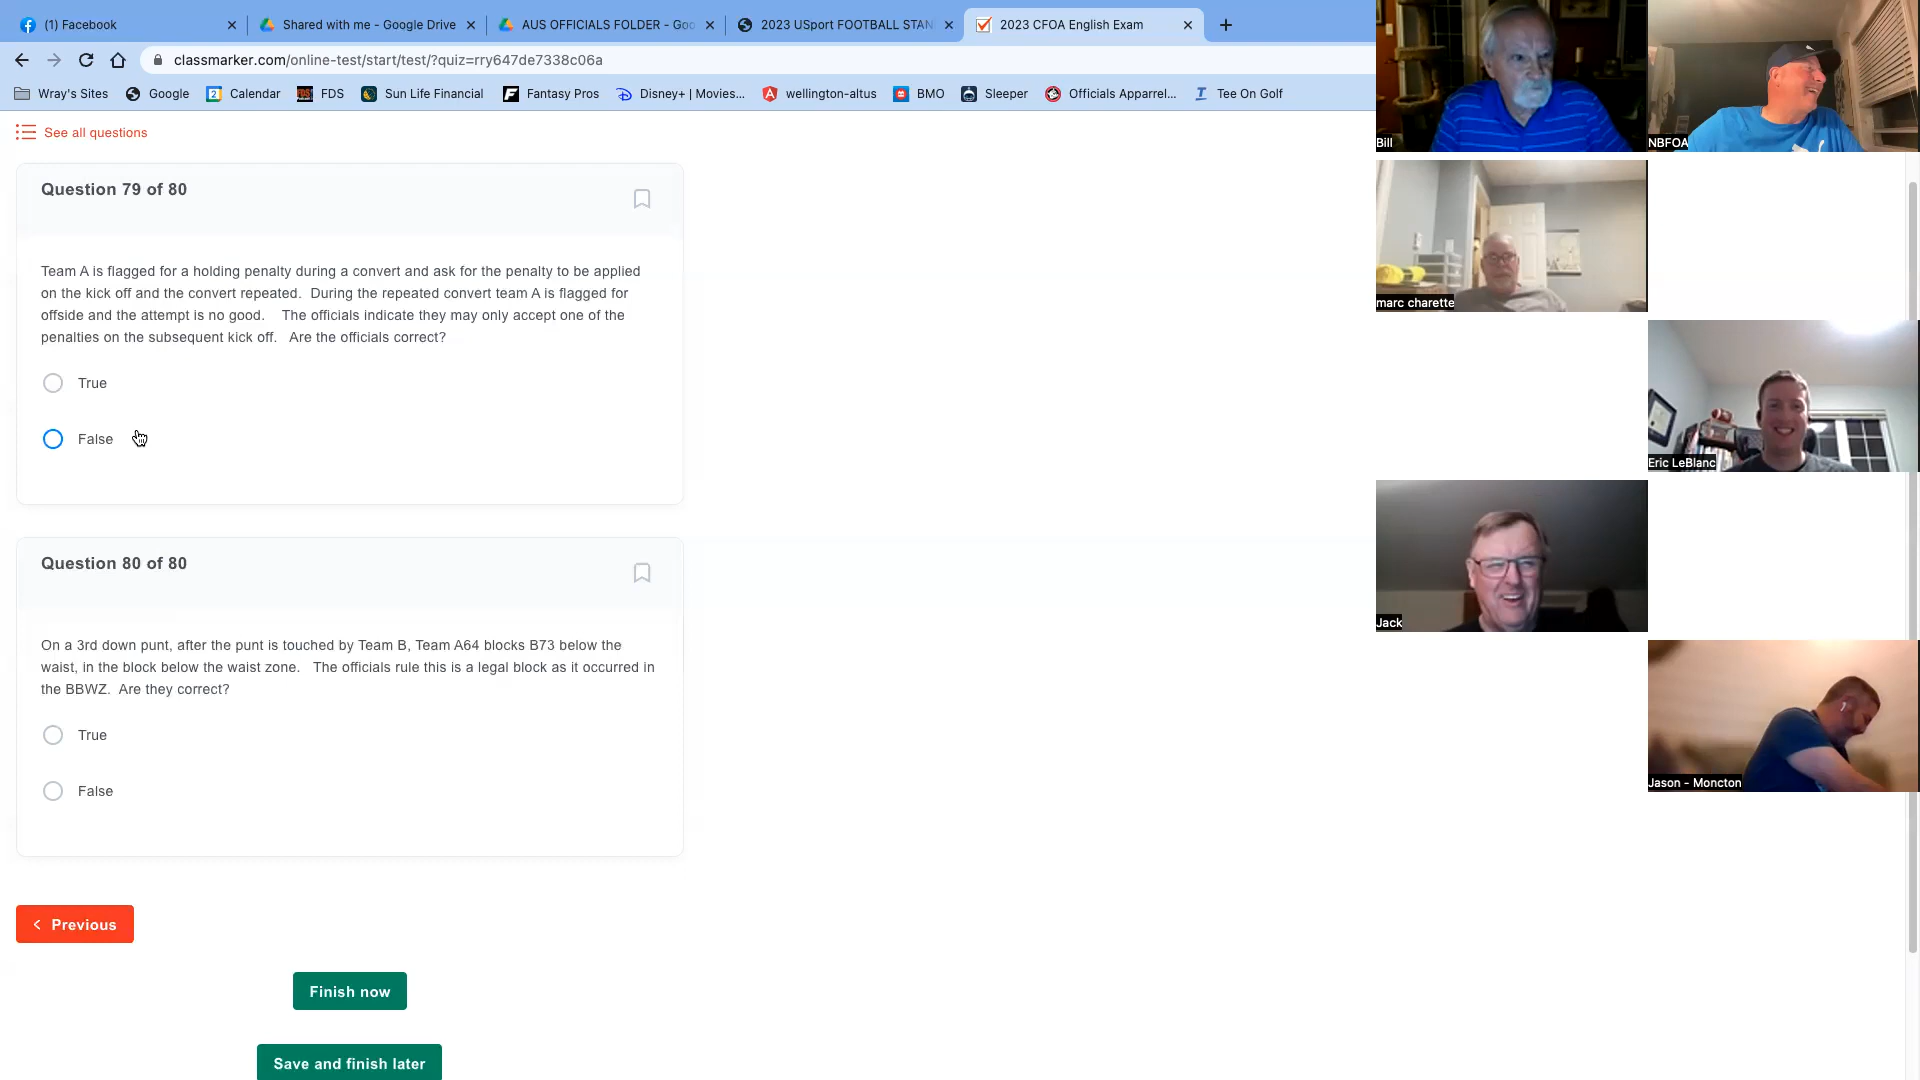 (1) Facebook
Shared with me - Google Drive
AUS OFFICIALS FOLDER - Goo
2023 USport FOOTBALL STAN
2023 CFOA English Exam
classmarker.com/online-test/start/test/?quiz=rry647de7338c06a
Wray's Sites
Google
2
Calendar
FDS
Sun Life Financial
Fantasy Pros
Disney+ | Movies...
wellington-altus
BMO
Sleeper
Officials Apparrel...
Tee On Golf
See all questions
Question 79 of 80
Team A is flagged for a holding penalty during a convert and ask for the penalty to be applied
on the kick off and the convert repeated. During the repeated convert team A is flagged for
offside and the attempt is no good. The officials indicate they may only accept one of the
penalties on the subsequent kick off. Are the officials correct?
True
False
Question 80 of 80
On a 3rd down punt, after the punt is touched by Team B, Team A64 blocks B73 below the
waist, in the block below the waist zone. The officials rule this is a legal block as it occurred in
the BBWZ. Are they correct?
True
False
Previous
Finish now
Save and finish later
Bill
NBFOA
marc charette
Eric LeBlanc
Jack
Jason - Moncton